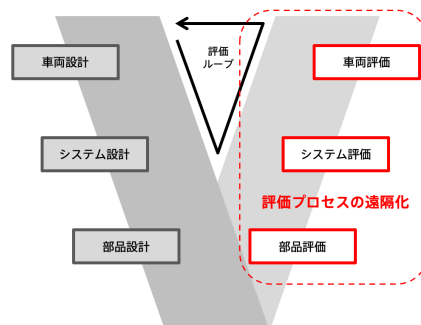 評価
ループ
車両設計
車両評価
システム設計
システム評価
評価プロセスの遠隔化
部品設計
部品評価